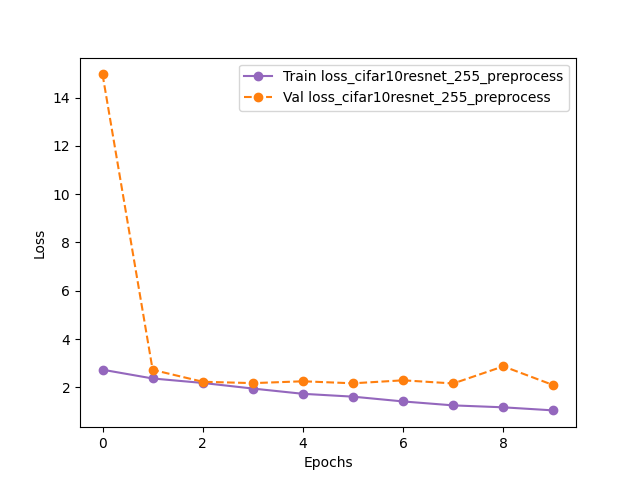 Train loss_cifar10resnet_255_preprocess
Val loss_cifar10resnet_255_preprocess
14
12
10
8
6
4
2
Loss
0 2 4 6 8
Epochs